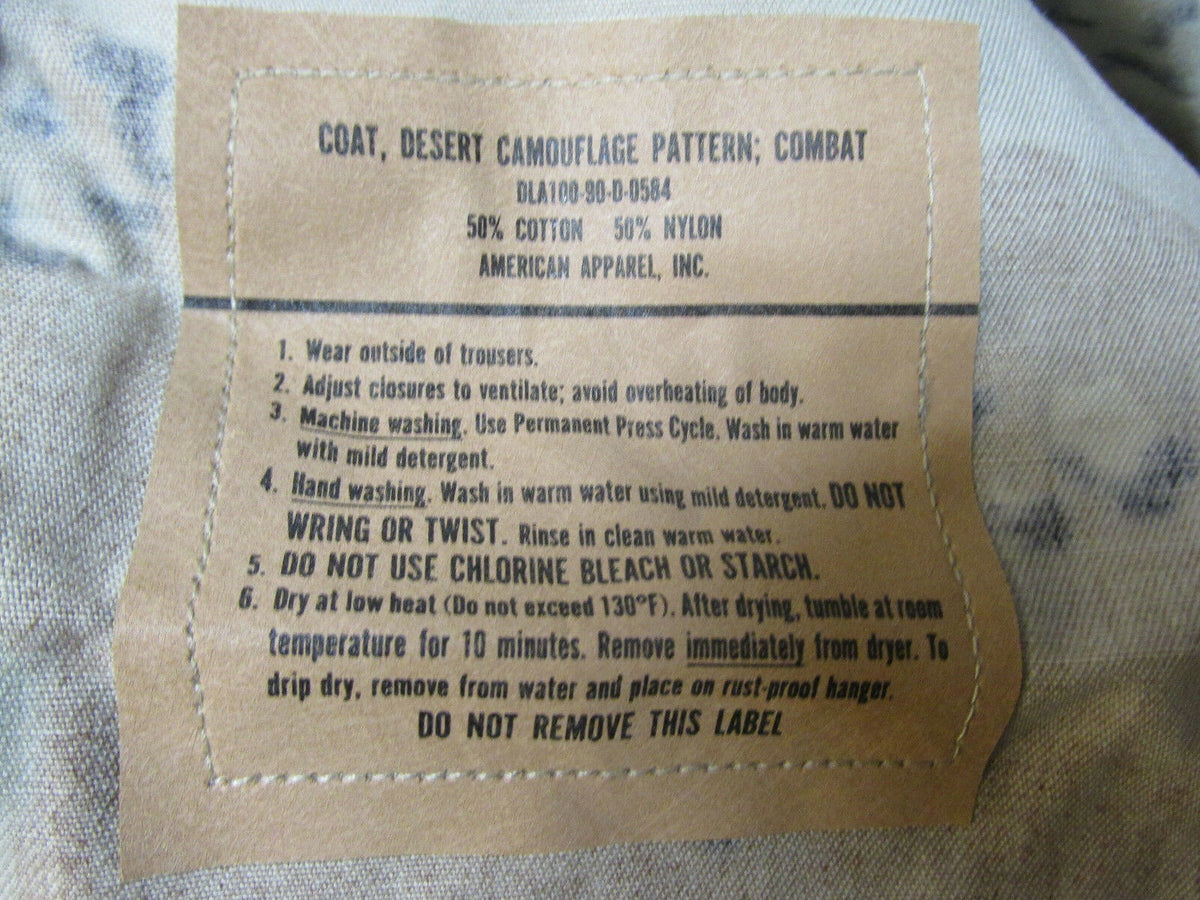 COAT, DESERT CAMOUFLAGE PATTERN; COMBAT
DLA100-90-D-0584
50% COTTON 50% NYLON
AMERICAN APPAREL, INC.
1. Wear outside of trousers.
2. Adjust closures to ventilate; avoid overheating of body.
3. Machine washing. Use Permanent Press Cycle. Wash in warm water
with mild detergent.
4. Hand washing. Wash in warm water using mild detergent. DO NOT
WRING OR TWIST. Rinse in clean warm water.
5. DO NOT USE CHLORINE BLEACH OR STARCH.
6. Dry at low heat (Do not exceed 130°F). After drying, tumble at room
temperature for 10 minutes. Remove immediately from dryer. To
drip dry, remove from water and place on rust-proof hanger.
DO NOT REMOVE THIS LABEL